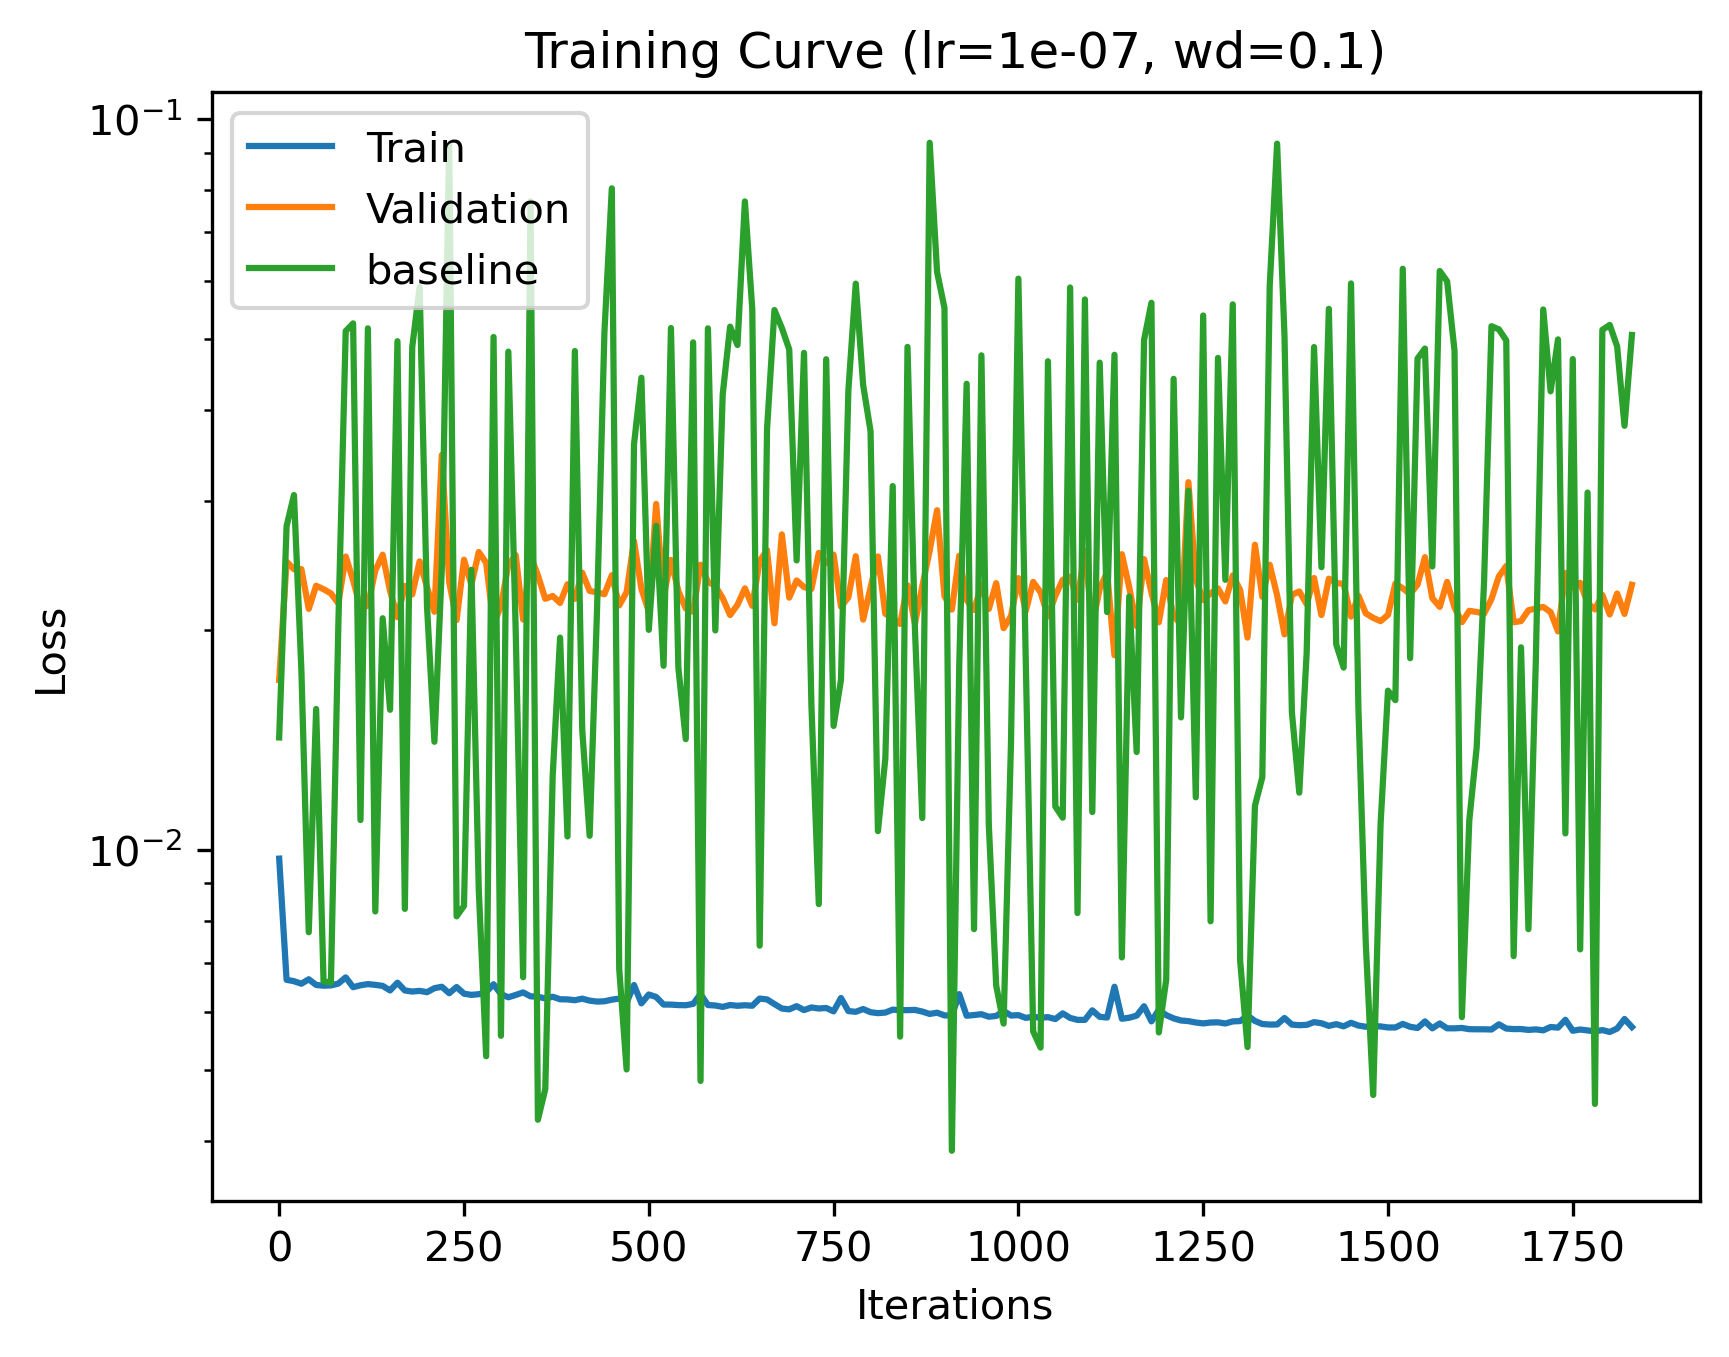 Training Curve (lr=1e-07, wd=0.1)
10⁻¹
10⁻²
Loss
Train
Validation
baseline
0 250 500 750 1000 1250 1500 1750
Iterations